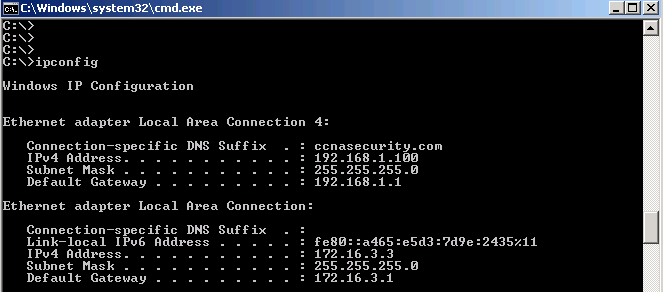 C:\Windows\system32\cmd.exe
C:\>
C:\>
C:\>
C:\>ipconfig
Windows IP Configuration
Ethernet adapter Local Area Connection 4:
Connection-specific DNS Suffix . : ccnasecurity.com
IPv4 Address. . . . . . . . . . . : 192.168.1.100
Subnet Mask . . . . . . . . . . . : 255.255.255.0
Default Gateway . . . . . . . . . : 192.168.1.1
Ethernet adapter Local Area Connection:
Connection-specific DNS Suffix . :
Link-local IPv6 Address . . . . . : fe80::a465:e5d3:7d9e:2435%11
IPv4 Address. . . . . . . . . . . : 172.16.3.3
Subnet Mask . . . . . . . . . . . : 255.255.255.0
Default Gateway . . . . . . . . . : 172.16.3.1